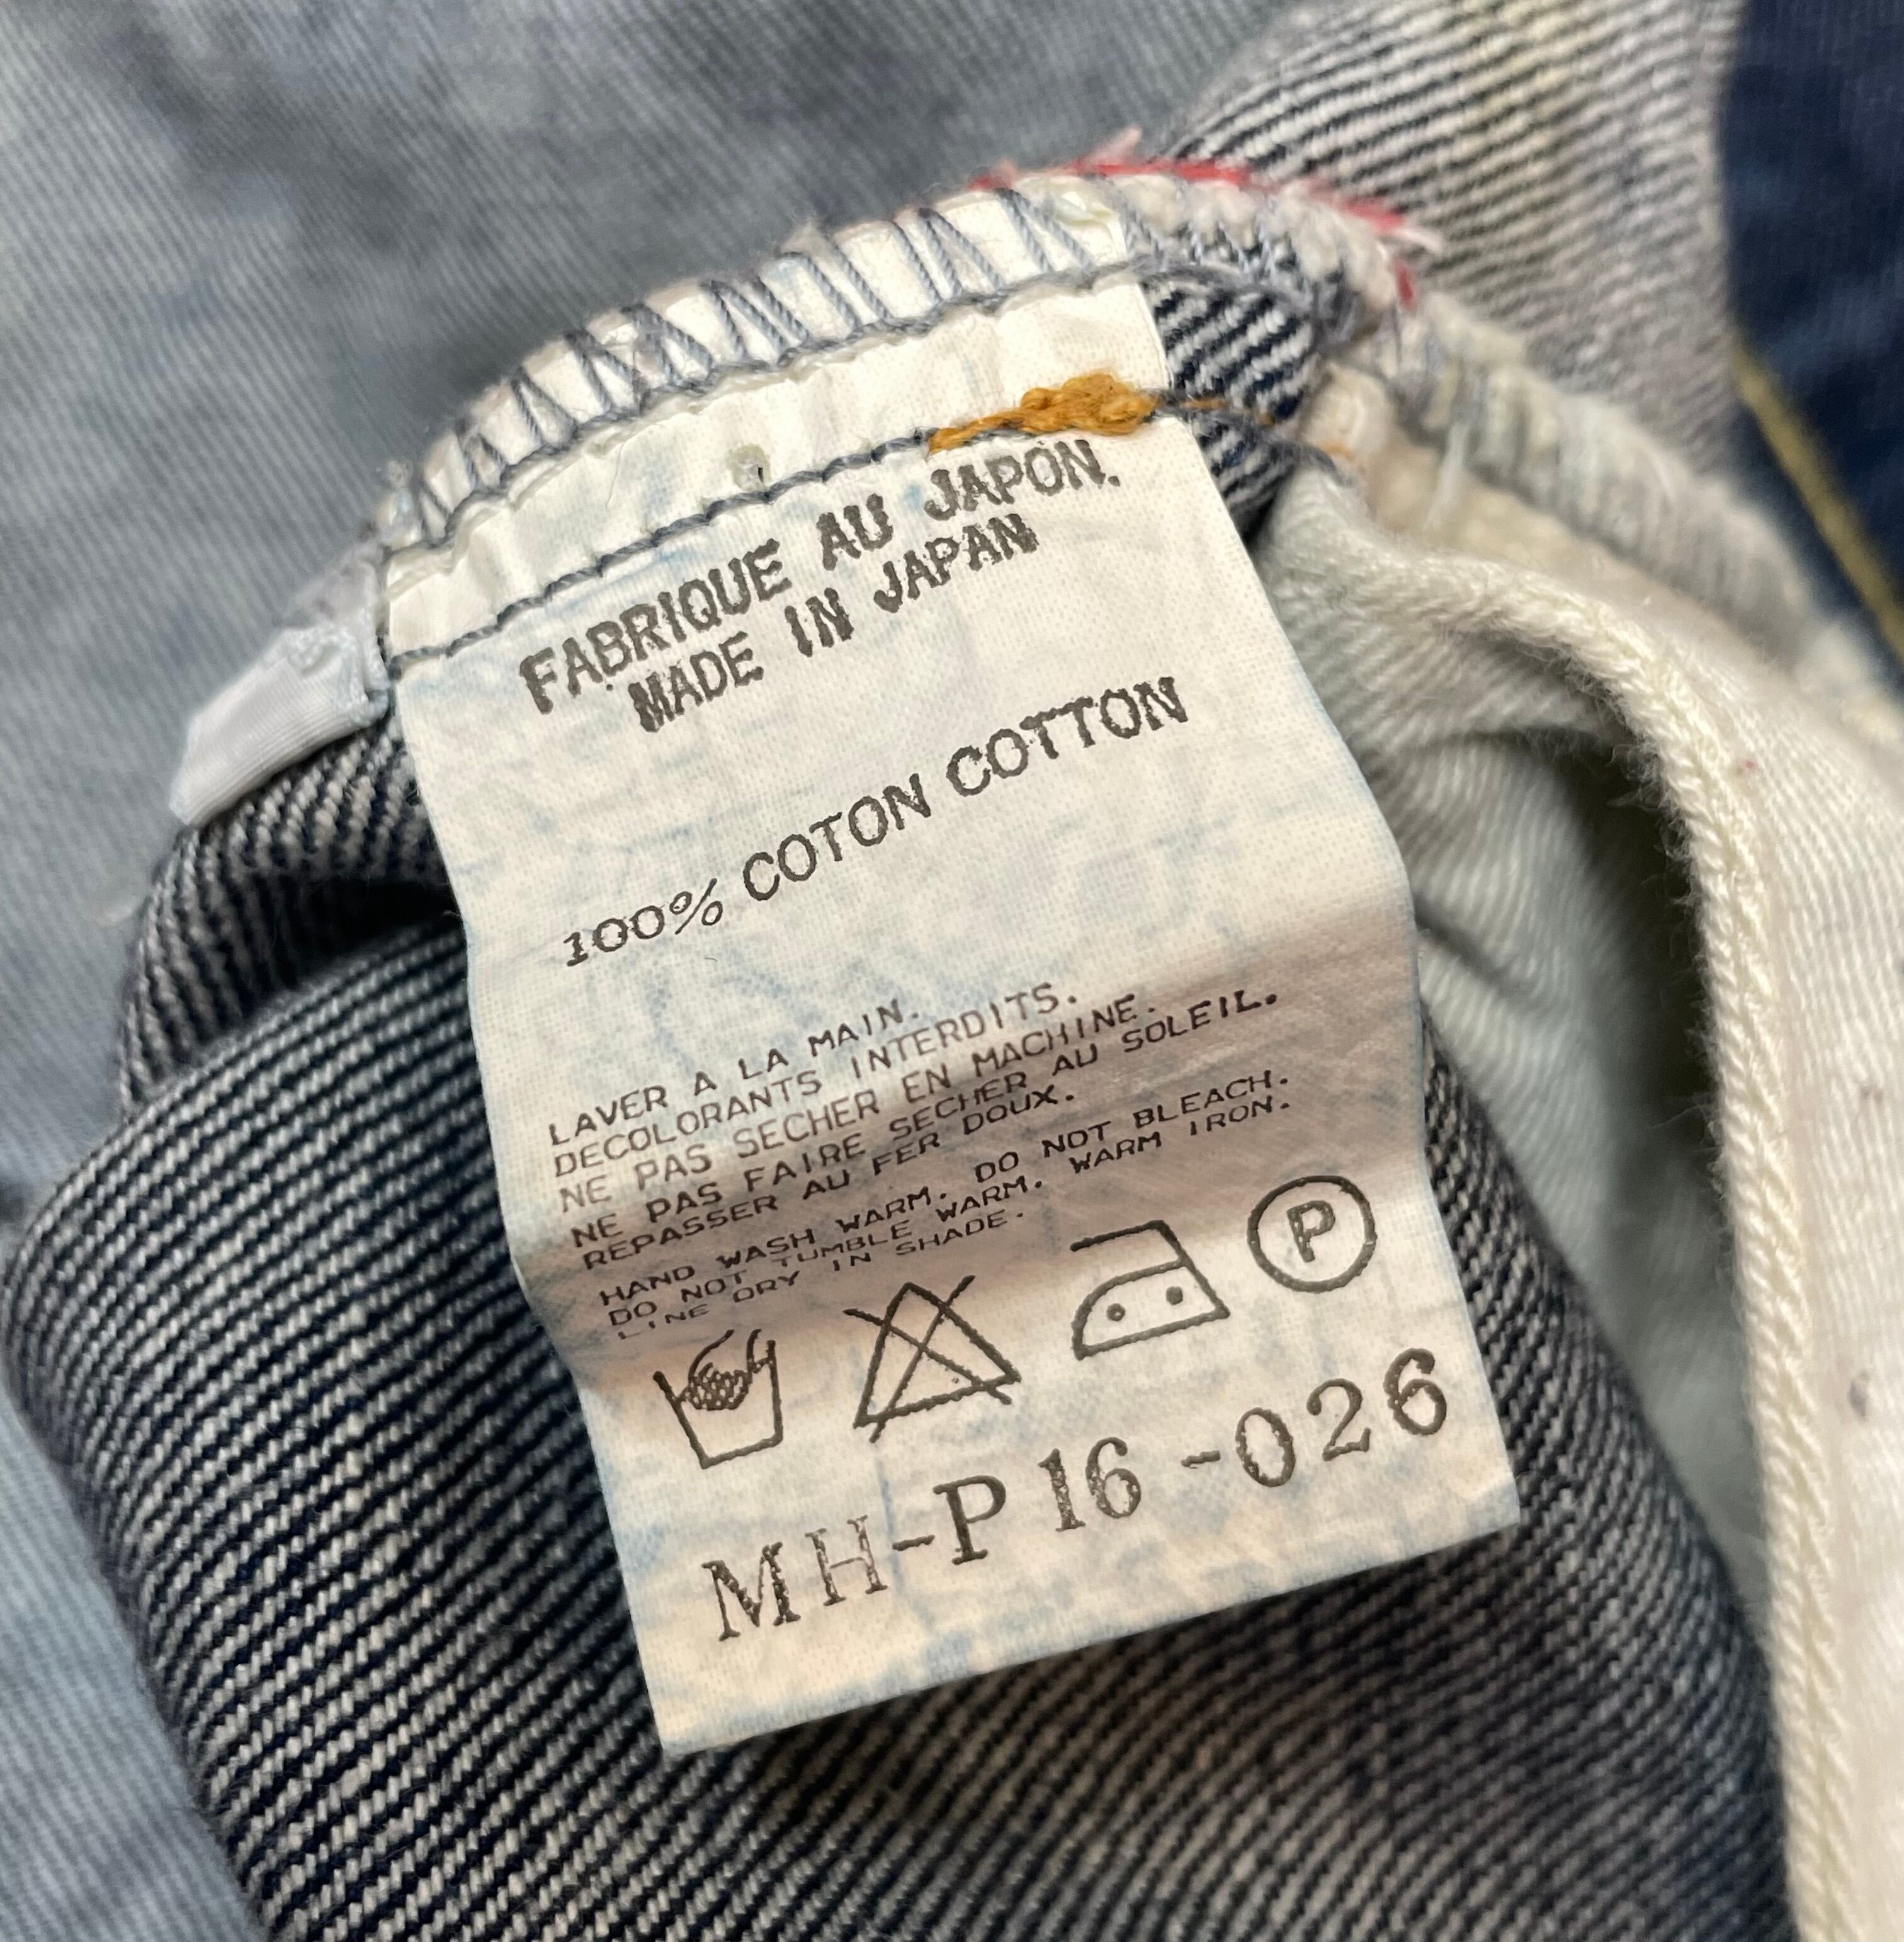 FABRIQUE AU JAPON.
MADE IN JAPAN
100% COTON COTTON
LAVER A LA MAIN.
DECOLORANTS INTERDITS.
NE PAS SECHER EN MACHINE.
NE PAS FAIRE SECHER AU SOLEIL.
REPASSER AU FER DOUX.
HAND WASH WARM. DO NOT BLEACH.
DO NOT TUMBLE WARM. WARM IRON.
LINE DRY IN SHADE.
P
MH-P16-026